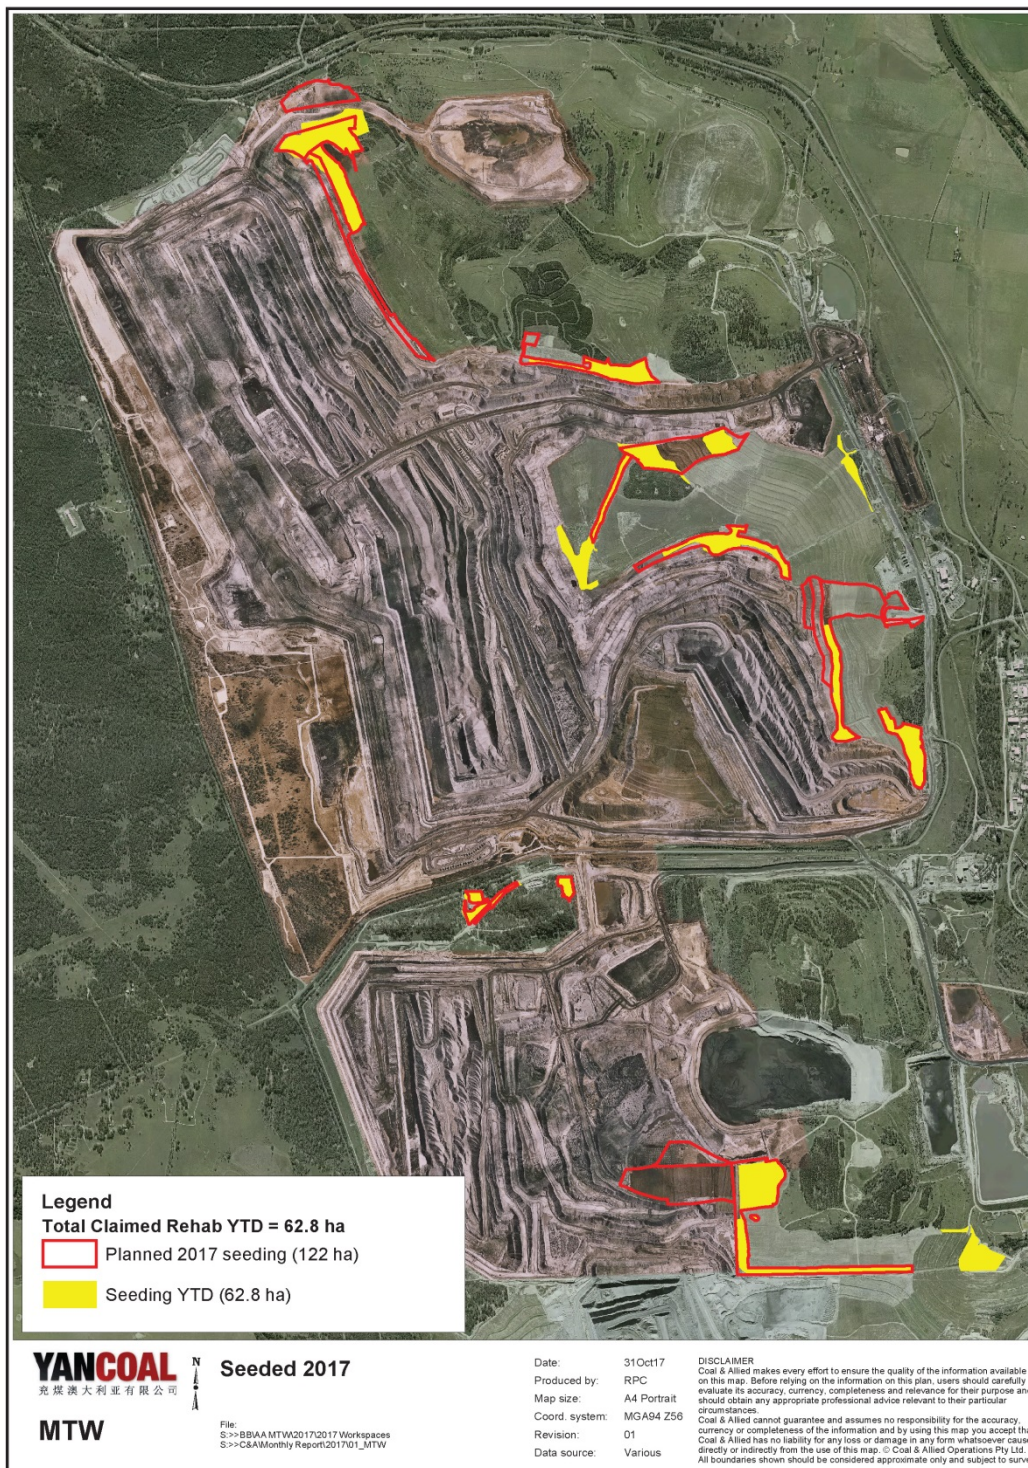 Legend
Total Claimed Rehab YTD = 62.8 ha
Planned 2017 seeding (122 ha)
Seeding YTD (62.8 ha)
YANCOAL
兖煤澳大利亚有限公司
MTW
N
Seeded 2017
File:
S:>>BB\AA MTW\2017\2017 Workspaces
S:>>C&A\Monthly Report\2017\01_MTW
Date: 31Oct17
Produced by: RPC
Map size: A4 Portrait
Coord. system: MGA94 Z56
Revision: 01
Data source: Various
DISCLAIMER
Coal & Allied makes every effort to ensure the quality of the information available
on this map. Before relying on the information on this plan, users should carefully
evaluate its accuracy, currency, completeness and relevance for their purpose and
should obtain any appropriate professional advice relevant to their particular
circumstances.
Coal & Allied cannot guarantee and assumes no responsibility for the accuracy,
currency or completeness of the information and by using this map you accept tha
Coal & Allied has no liability for any loss or damage in any form whatsoever cause
directly or indirectly from the use of this map. © Coal & Allied Operations Pty Ltd.
All boundaries shown should be considered approximate only and subject to surve